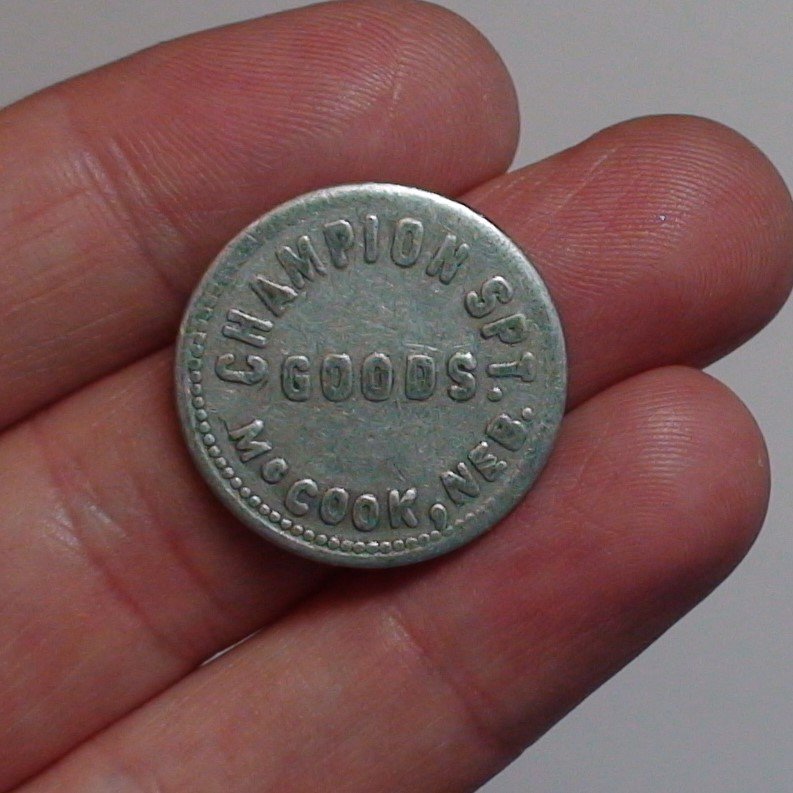 CHAMPION SPT.
GOODS.
McCOOK, NEB.